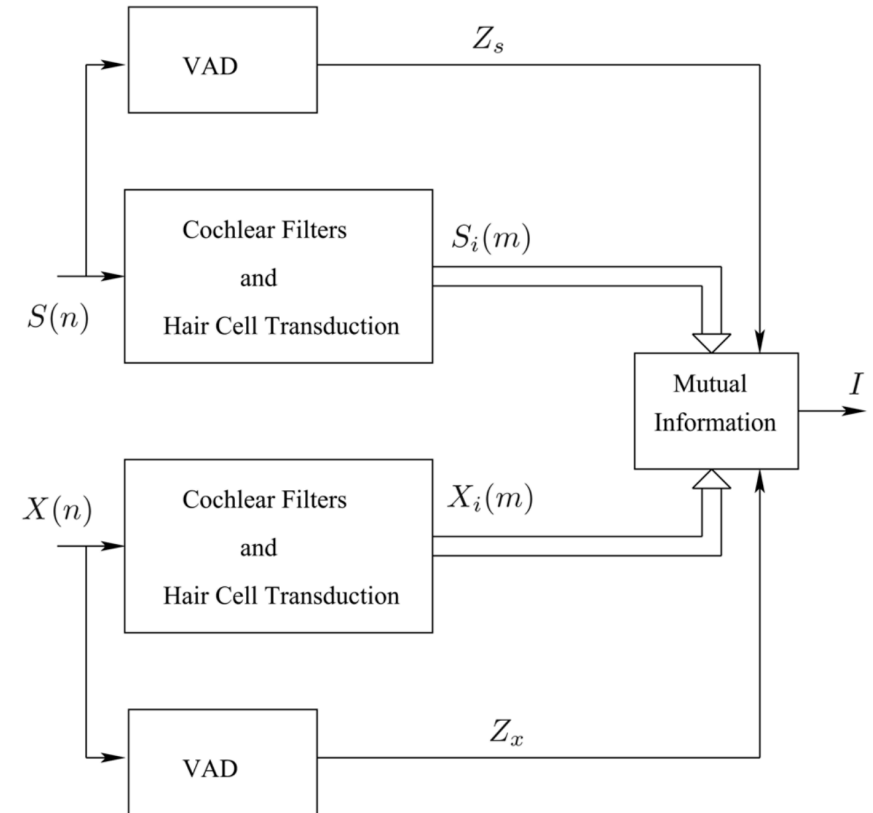 VAD
Z_s
Cochlear Filters
and
Hair Cell Transduction
S_i(m)
S(n)
Mutual
Information
I
Cochlear Filters
and
Hair Cell Transduction
X_i(m)
X(n)
Z_x
VAD